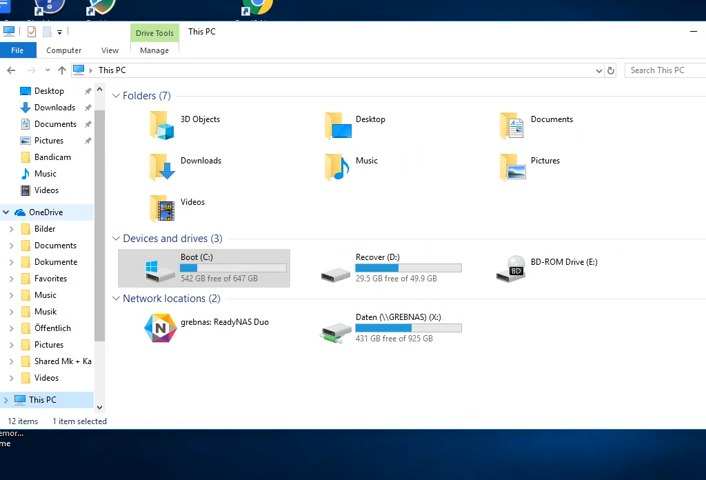 Drive Tools
This PC
File
Computer
View
Manage
This PC
Search This PC
Desktop
Downloads
Documents
Pictures
Bandicam
Music
Videos
OneDrive
Bilder
Documents
Dokumente
Favorites
Music
Musik
Öffentlich
Pictures
Shared Mk + Ka
Videos
This PC
Folders (7)
3D Objects
Desktop
Documents
Downloads
Music
Pictures
Videos
Devices and drives (3)
Boot (C:)
542 GB free of 647 GB
Recover (D:)
29.5 GB free of 49.9 GB
BD
BD-ROM Drive (E:)
Network locations (2)
N
grebnas: ReadyNAS Duo
Daten (\\GREBNAS) (X:)
431 GB free of 925 GB
12 items
1 item selected
emor...
me